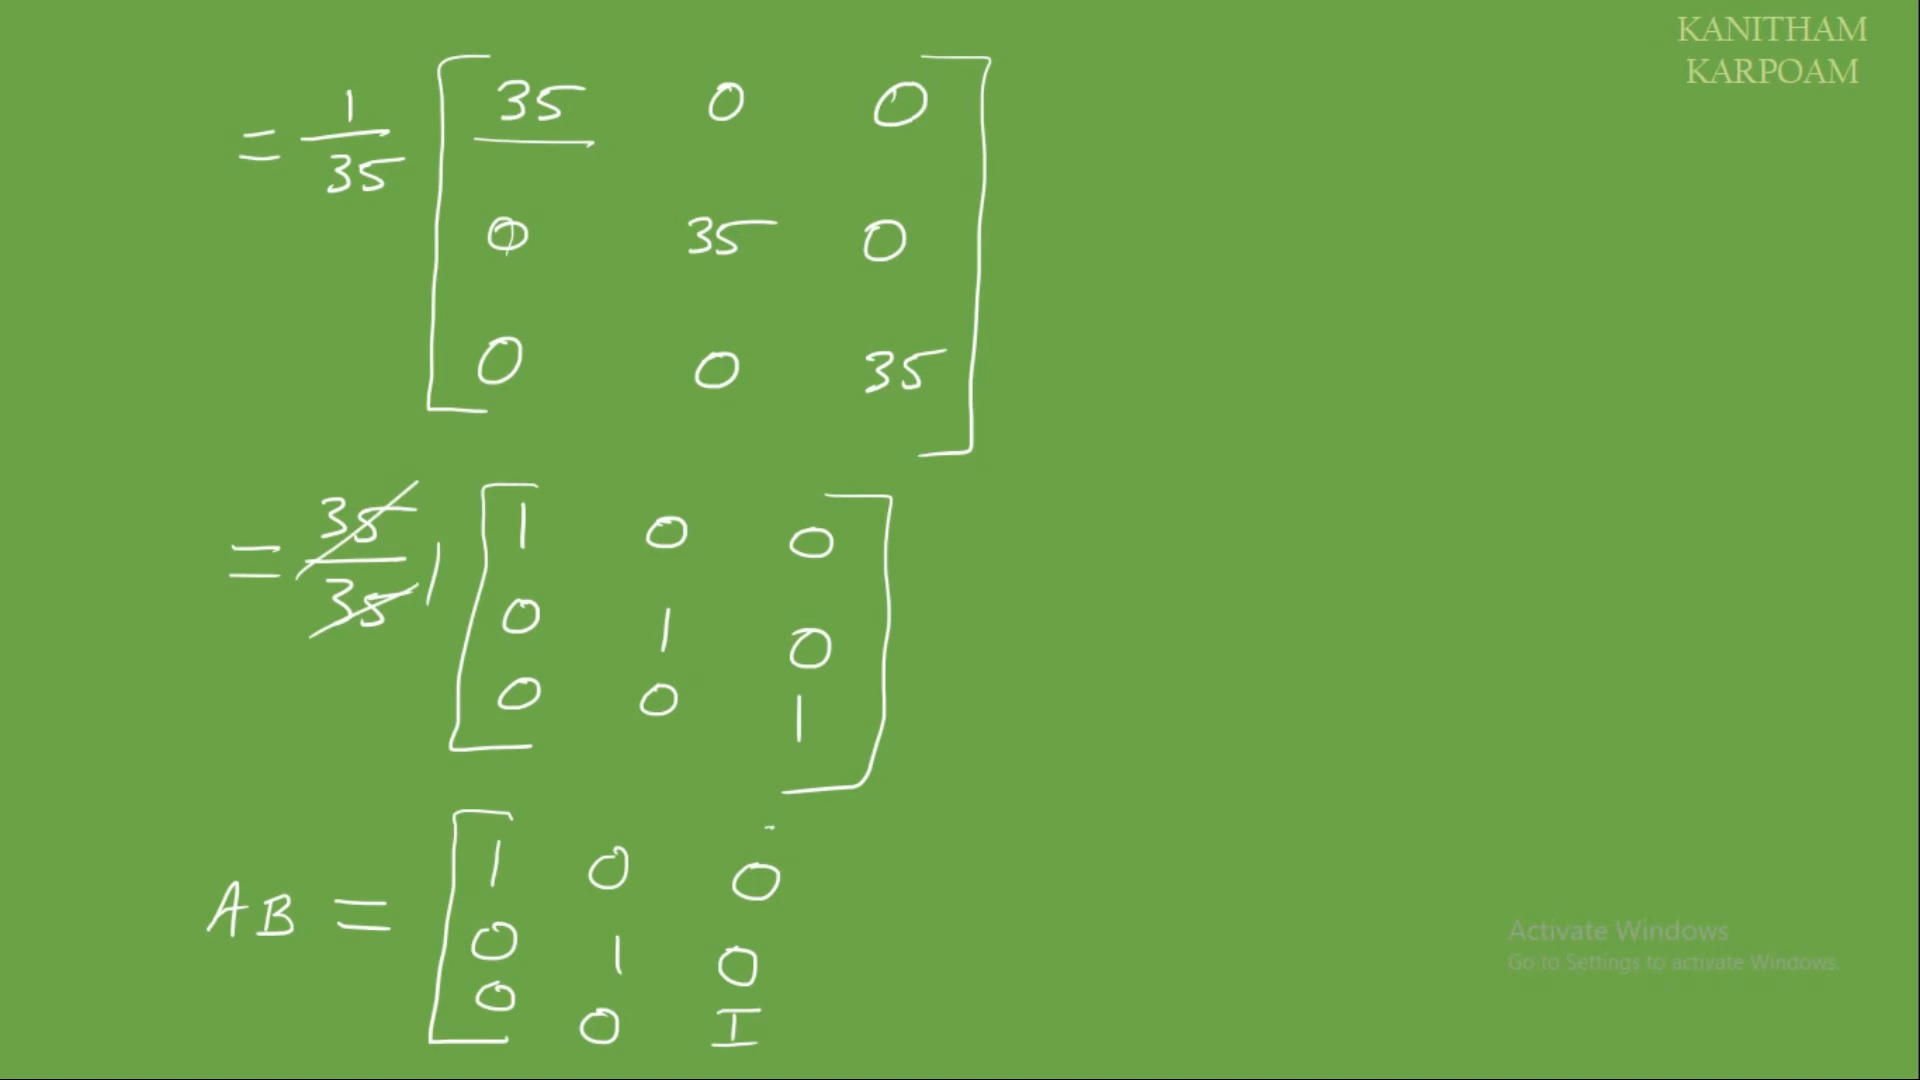 KANITHAM
KARPOAM
= 1/35 [ 35 0 0
0 35 0
0 0 35 ]
= 35/35 1 [ 1 0 0
0 1 0
0 0 1 ]
AB = [ 1 0 0
0 1 0
0 0 I
Activate Windows
Go to Settings to activate Windows.